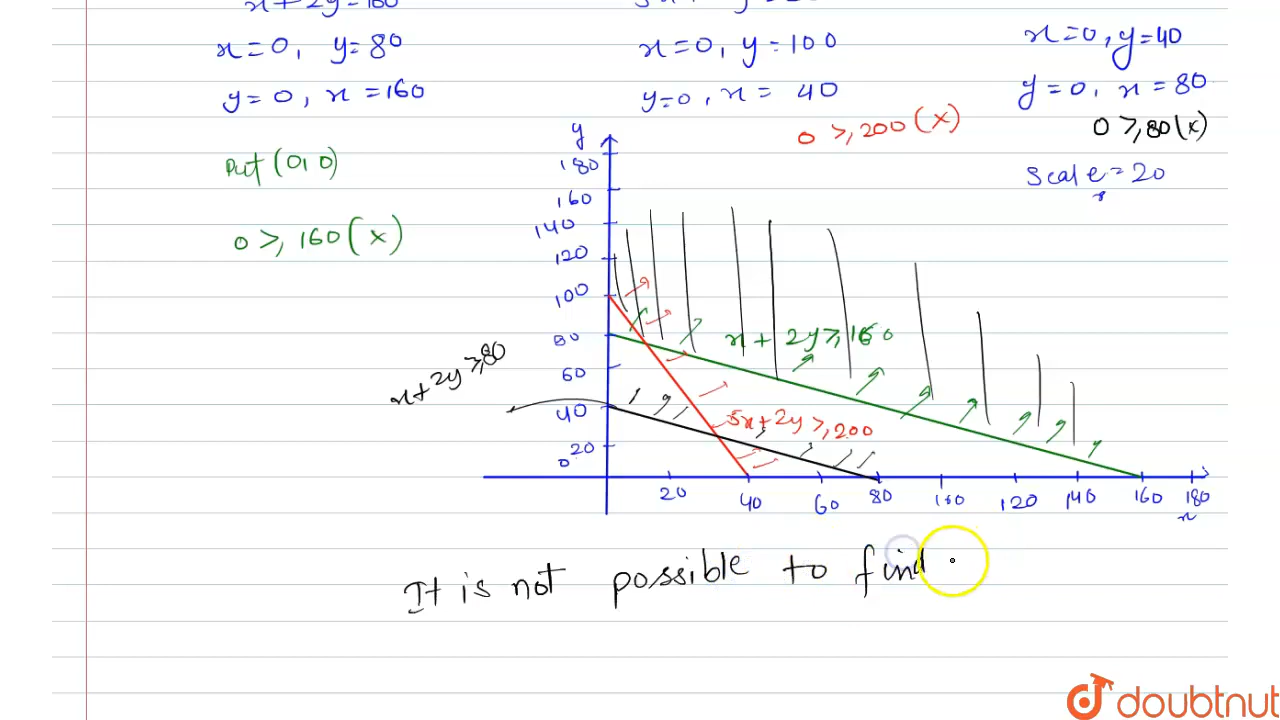 x+2y=160
x=0, y=80
y=0, x=160
x=0, y=100
y=0, x= 40
x=0, y=40
y=0, x = 80
0 ⩾ 200 (×)
0 ⩾ 80 (×)
Scale = 20
Put (0,0)
0 ⩾ 160 (×)
y
180
160
140
120
100
80
60
40
20
0
x+2y⩾80
x+ 2y⩾160
5x+2y⩾200
20
40
60
80
100
120
140
160
180
x
It is not possible to find
doubtnut